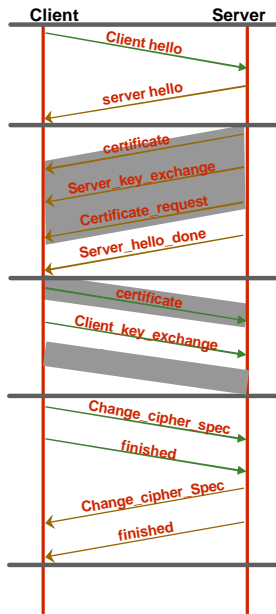 Client Server
Client hello
server hello
certificate
Server_key_exchange
Certificate_request
Server_hello_done
certificate
Client_key_exchange
Change_cipher_spec
finished
Change_cipher_Spec
finished